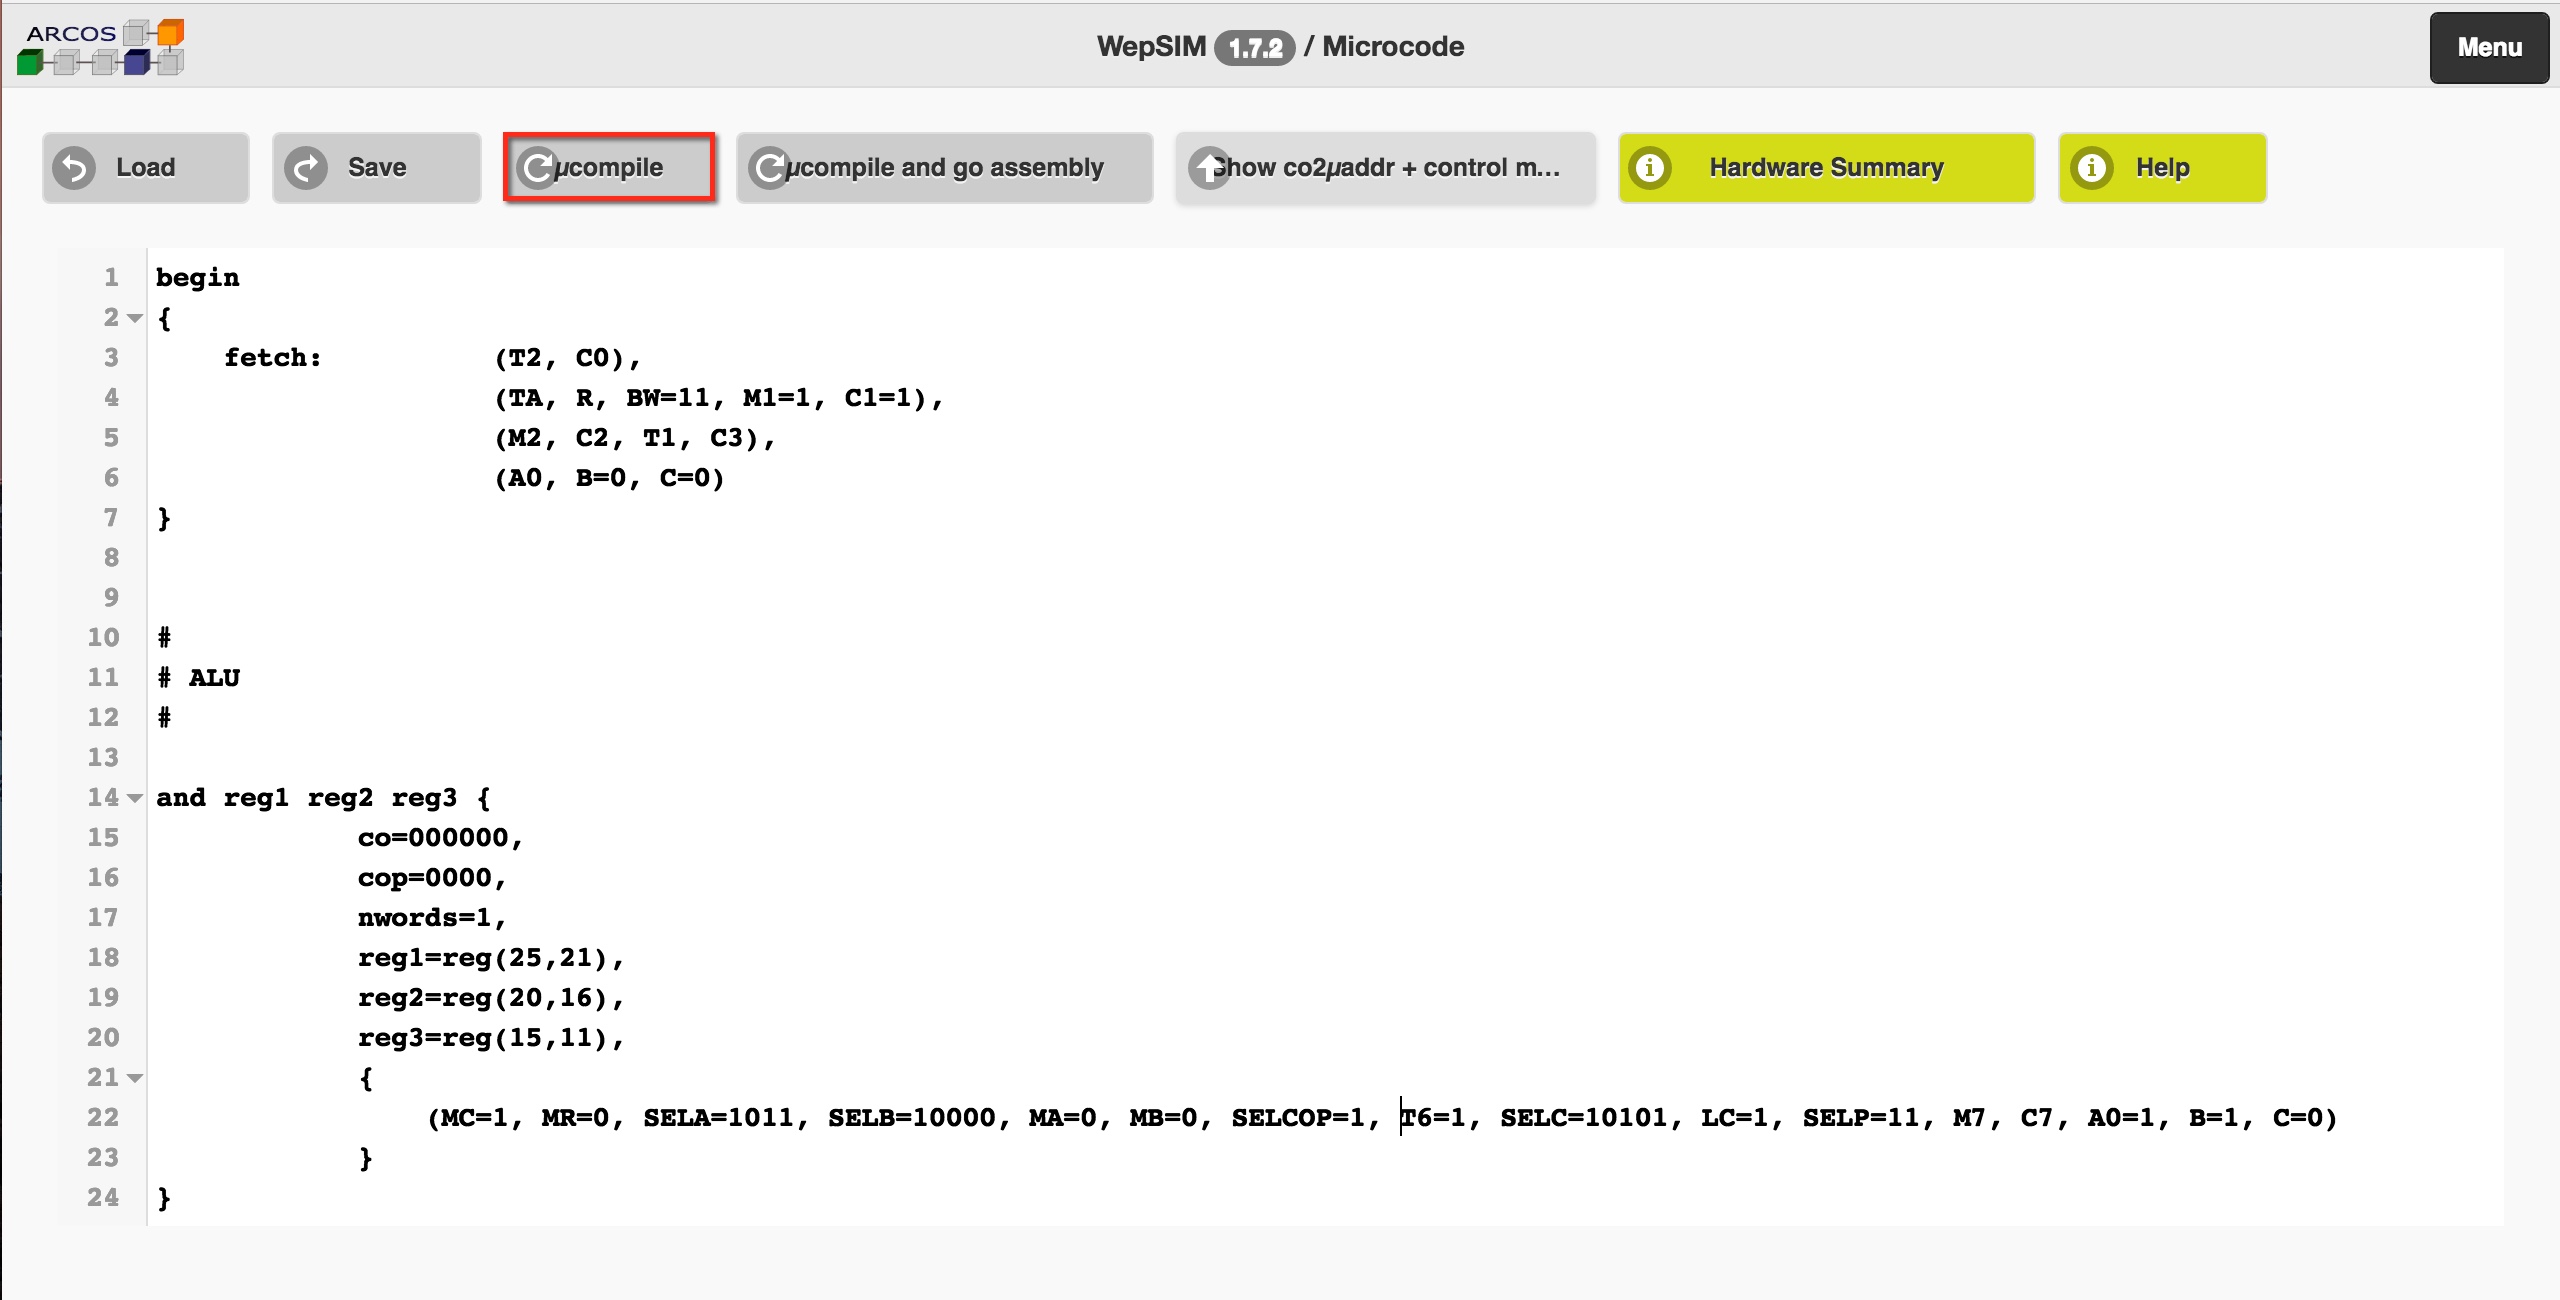 ARCOS
WepSIM 1.7.2 / Microcode
Menu
Load
Save
µcompile
µcompile and go assembly
Show co2µaddr + control m...
Hardware Summary
Help
1 begin
2 {
3 fetch: (T2, C0),
4 (TA, R, BW=11, M1=1, C1=1),
5 (M2, C2, T1, C3),
6 (A0, B=0, C=0)
7 }
8
9
10 #
11 # ALU
12 #
13
14 and reg1 reg2 reg3 {
15 co=000000,
16 cop=0000,
17 nwords=1,
18 reg1=reg(25,21),
19 reg2=reg(20,16),
20 reg3=reg(15,11),
21 {
22 (MC=1, MR=0, SELA=1011, SELB=10000, MA=0, MB=0, SELCOP=1, T6=1, SELC=10101, LC=1, SELP=11, M7, C7, A0=1, B=1, C=0)
23 }
24 }